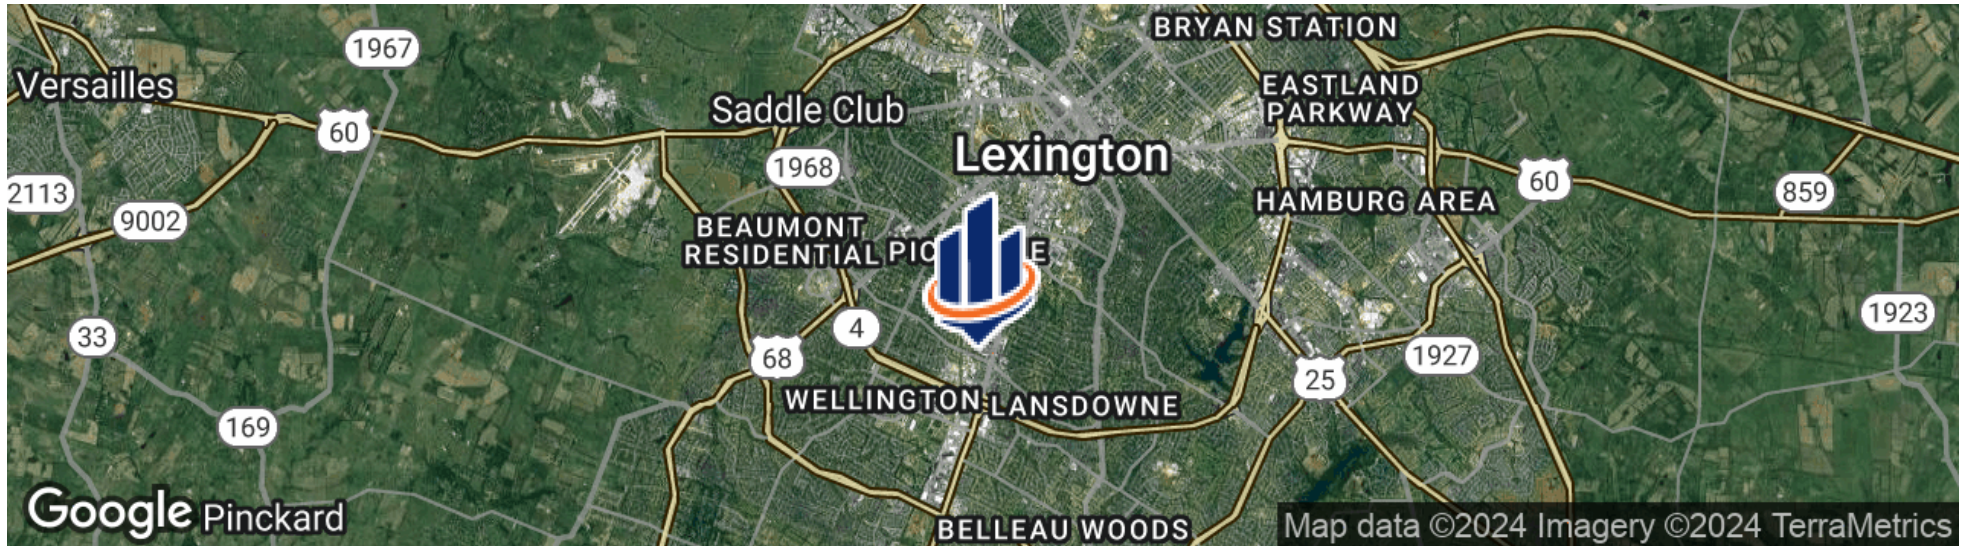 BRYAN STATION
1967
Versailles
EASTLAND
PARKWAY
Saddle Club
60
Lexington
1968
60
2113
859
9002
HAMBURG AREA
BEAUMONT
RESIDENTIAL
1923
33
4
68
1927
25
WELLINGTON
LANSDOWNE
169
Google
Pinckard
BELLEAU WOODS
Map data ©2024 Imagery ©2024 TerraMetrics